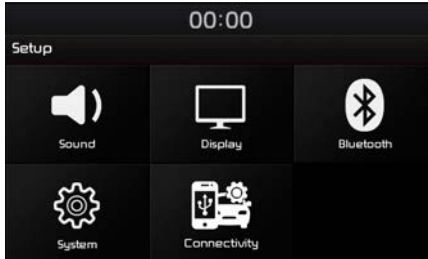 00:00
Setup
Sound
Display
Bluetooth
System
Connectivity